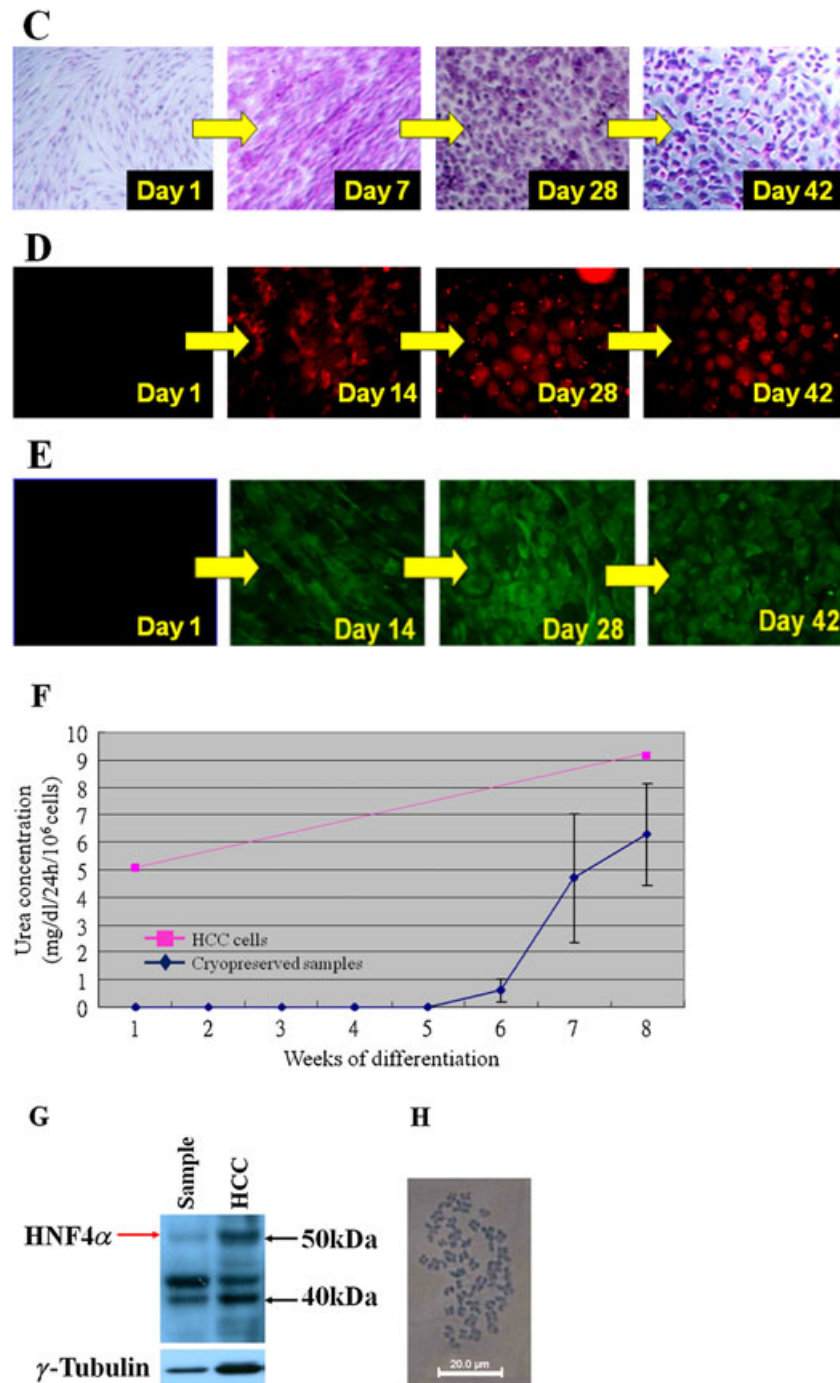 C
Day 1
Day 7
Day 28
Day 42
D
Day 1
Day 14
Day 28
Day 42
E
Day 1
Day 14
Day 28
Day 42
F
Urea concentration
(mg/dl/24h/10⁶ cells)
10
9
8
7
6
5
4
3
2
1
0
HCC cells
Cryopreserved samples
1 2 3 4 5 6 7 8
Weeks of differentiation
G
Sample
HCC
HNF4α
50kDa
40kDa
γ-Tubulin
H
20.0 µm